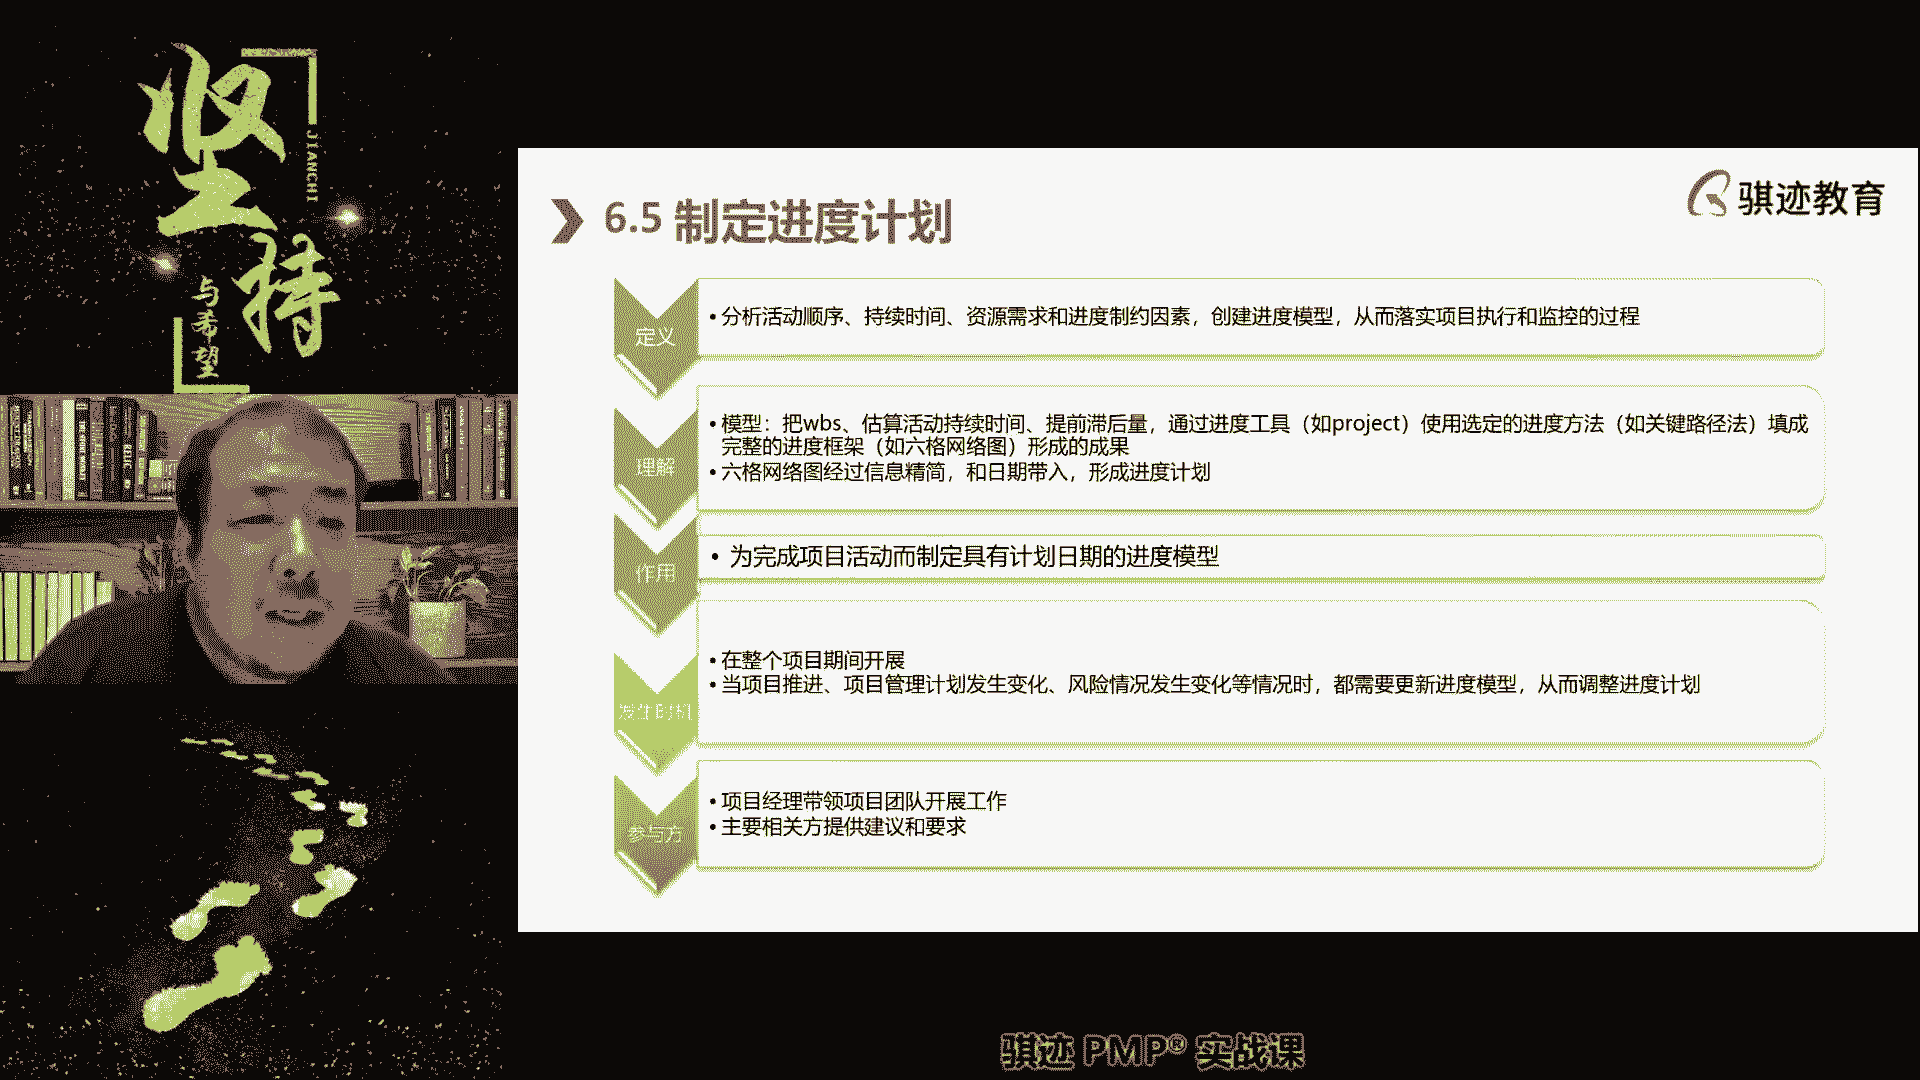 坚持
JIANCHI
与希望
骐迹教育
6.5 制定进度计划
定义
•分析活动顺序、持续时间、资源需求和进度制约因素，创建进度模型，从而落实项目执行和监控的过程
理解
•模型：把wbs、估算活动持续时间、提前滞后量，通过进度工具（如project）使用选定的进度方法（如关键路径法）填成
完整的进度框架（如六格网络图）形成的成果
•六格网络图经过信息精简，和日期带入，形成进度计划
作用
• 为完成项目活动而制定具有计划日期的进度模型
发生时机
•在整个项目期间开展
•当项目推进、项目管理计划发生变化、风险情况发生变化等情况时，都需要更新进度模型，从而调整进度计划
参与方
•项目经理带领项目团队开展工作
•主要相关方提供建议和要求
骐迹 PMP® 实战课